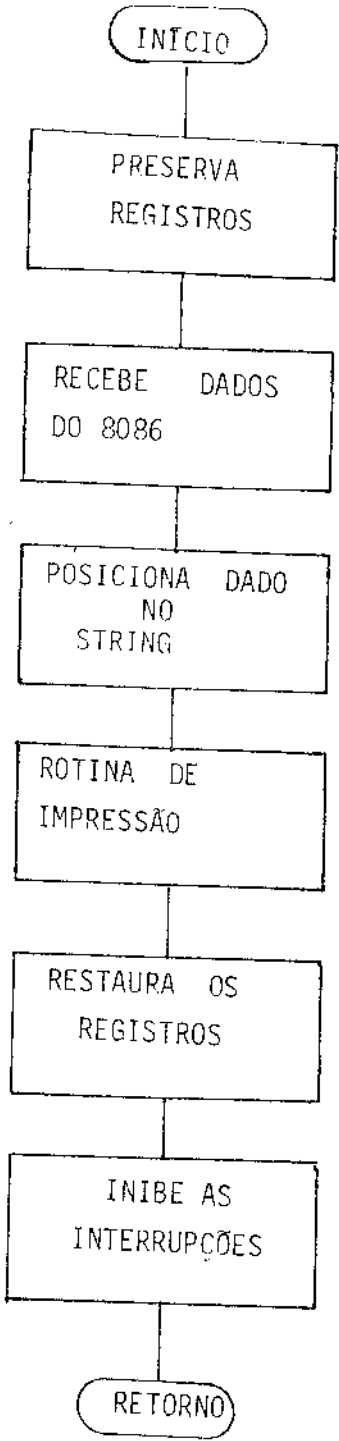 INÍCIO
PRESERVA
REGISTROS
RECEBE DADOS
DO 8086
POSICIONA DADO
NO
STRING
ROTINA DE
IMPRESSÃO
RESTAURA OS
REGISTROS
INIBE AS
INTERRUPÇÕES
RETORNO